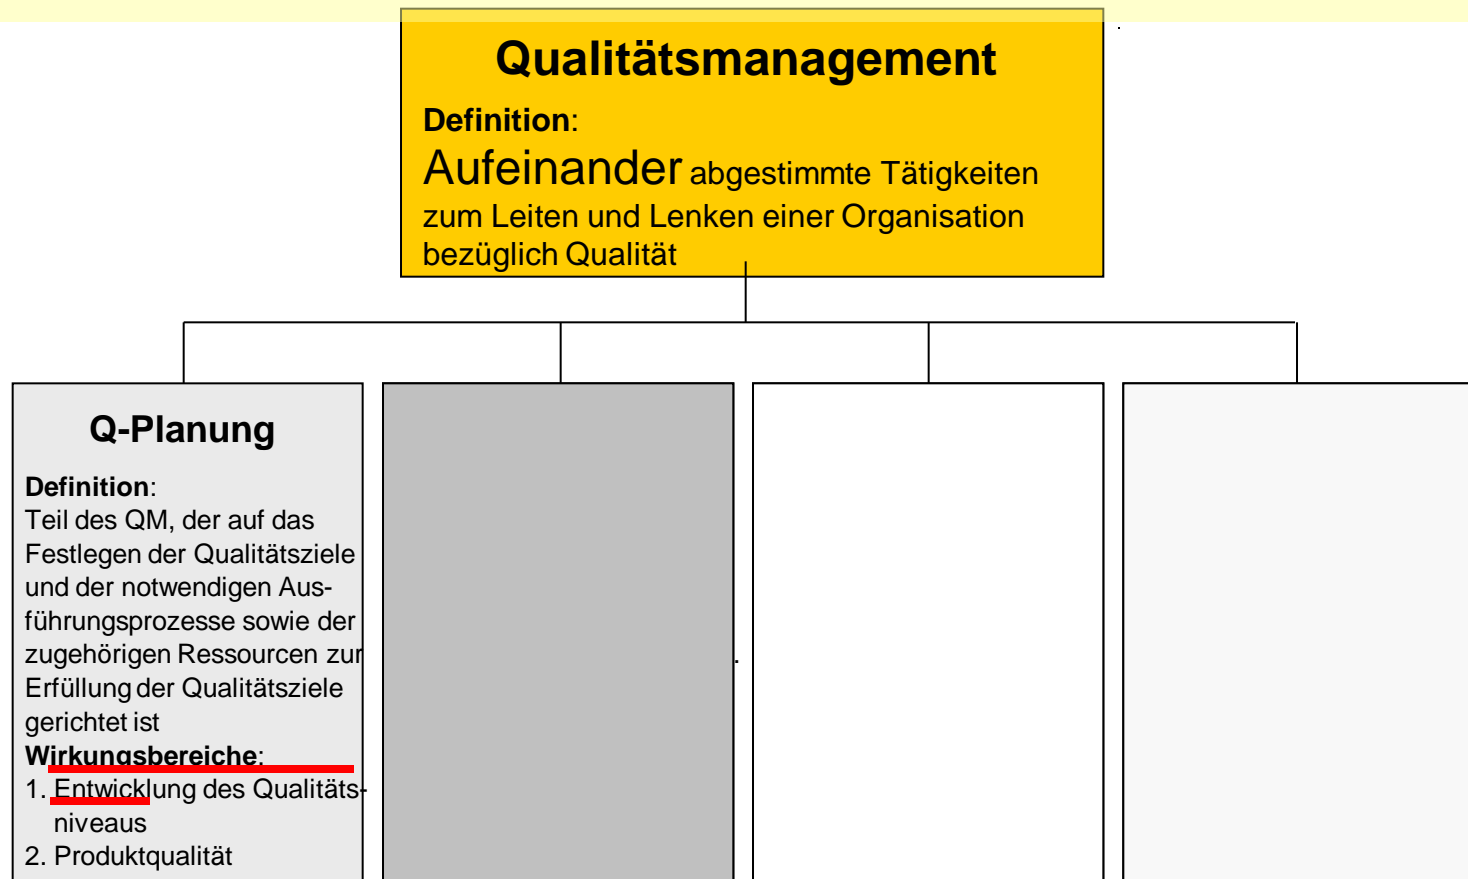 Qualitätsmanagement
Definition:
Aufeinander abgestimmte Tätigkeiten
zum Leiten und Lenken einer Organisation
bezüglich Qualität
Q-Planung
Definition:
Teil des QM, der auf das
Festlegen der Qualitätsziele
und der notwendigen Aus-
führungsprozesse sowie der
zugehörigen Ressourcen zur
Erfüllung der Qualitätsziele
gerichtet ist
Wirkungsbereiche:
1. Entwicklung des Qualitäts-
niveaus
2. Produktqualität